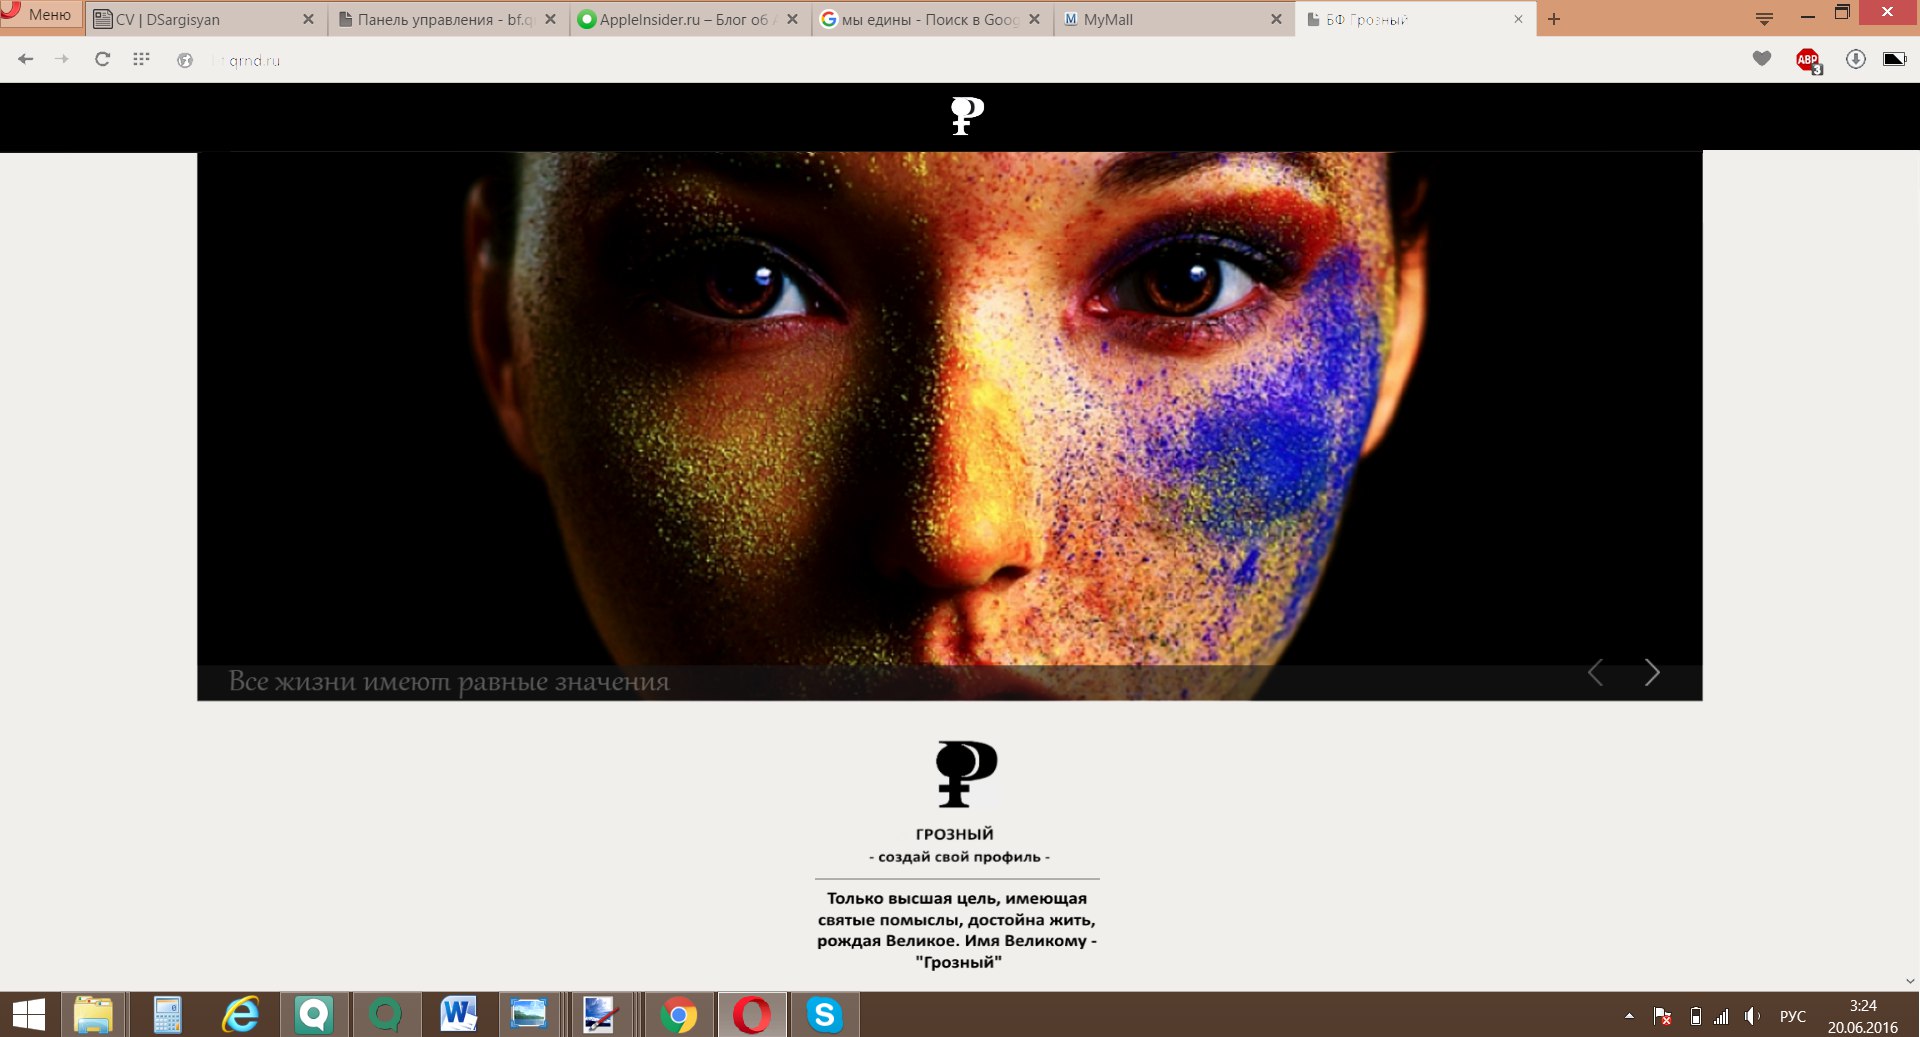 Меню
CV | DSargisyan
Панель управления - bf.q
AppleInsider.ru – Блог об A
мы едины - Поиск в Goog
MyMall
БФ Грозный
qrnd.ru
ABP
3
Все жизни имеют равные значения
ГРОЗНЫЙ
- создай свой профиль -
Только высшая цель, имеющая
святые помыслы, достойна жить,
рождая Великое. Имя Великому -
"Грозный"
РУС
3:24
20.06.2016